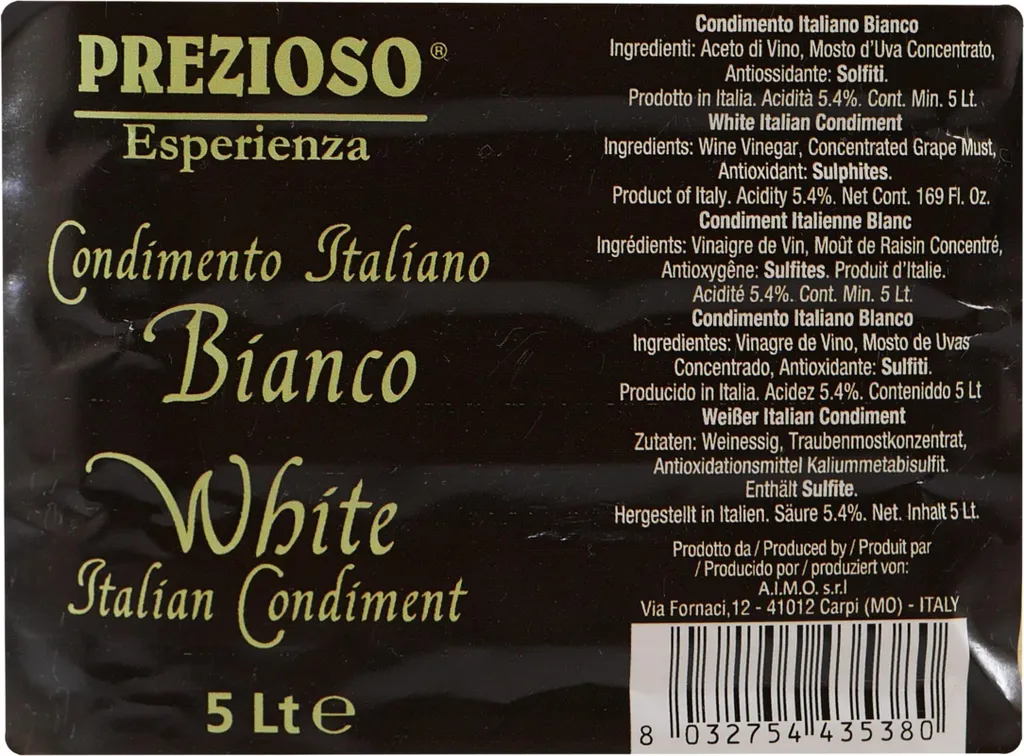 PREZIOSO®
Esperienza
Condimento Italiano
Bianco
White
Italian Condiment
5 Lt ℮
Condimento Italiano Bianco
Ingredienti: Aceto di Vino, Mosto d'Uva Concentrato,
Antiossidante: Solfiti.
Prodotto in Italia. Acidità 5.4%. Cont. Min. 5 Lt.
White Italian Condiment
Ingredients: Wine Vinegar, Concentrated Grape Must,
Antioxidant: Sulphites.
Product of Italy. Acidity 5.4%. Net Cont. 169 Fl. Oz.
Condiment Italienne Blanc
Ingrédients: Vinaigre de Vin, Moût de Raisin Concentré,
Antioxygêne: Sulfites. Produit d'Italie.
Acidité 5.4%. Cont. Min. 5 Lt.
Condimento Italiano Blanco
Ingredientes: Vinagre de Vino, Mosto de Uvas
Concentrado, Antioxidante: Sulfiti.
Producido in Italia. Acidez 5.4%. Conteniddo 5 Lt
Weißer Italian Condiment
Zutaten: Weinessig, Traubenmostkonzentrat,
Antioxidationsmittel Kaliummetabisulfit.
Enthält Sulfite.
Hergestellt in Italien. Säure 5.4%. Net. Inhalt 5 Lt.
Prodotto da / Produced by / Produit par
/ Producido por / produziert von:
A.I.M.O. s.r.l
Via Fornaci,12 - 41012 Carpi (MO) - ITALY
8 032754 435380